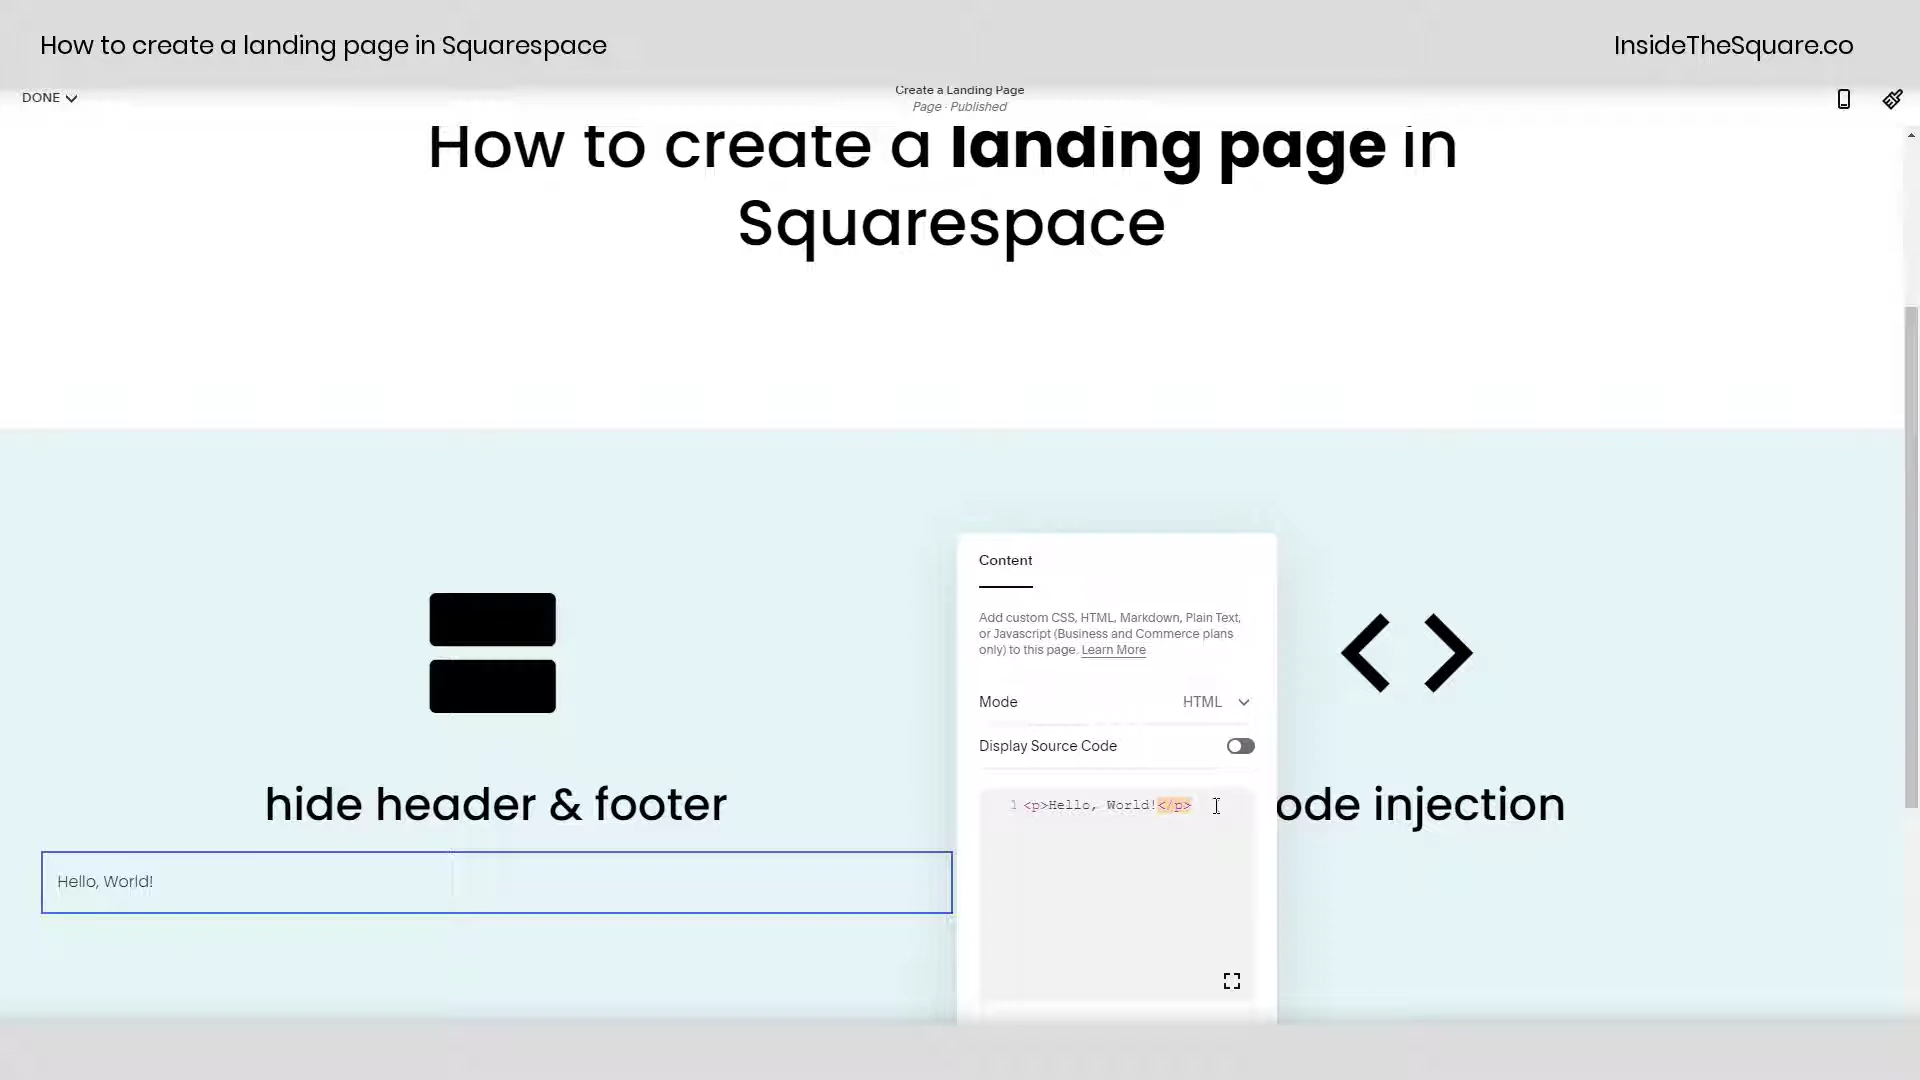 How to create a landing page in Squarespace
InsideTheSquare.co
DONE
Create a Landing Page
Page · Published
How to create a landing page in
Squarespace
Content
Add custom CSS, HTML, Markdown, Plain Text,
or Javascript (Business and Commerce plans
only) to this page. Learn More
Mode
HTML
Display Source Code
1 <p>Hello, World!</p>
hide header & footer
ode injection
Hello, World!